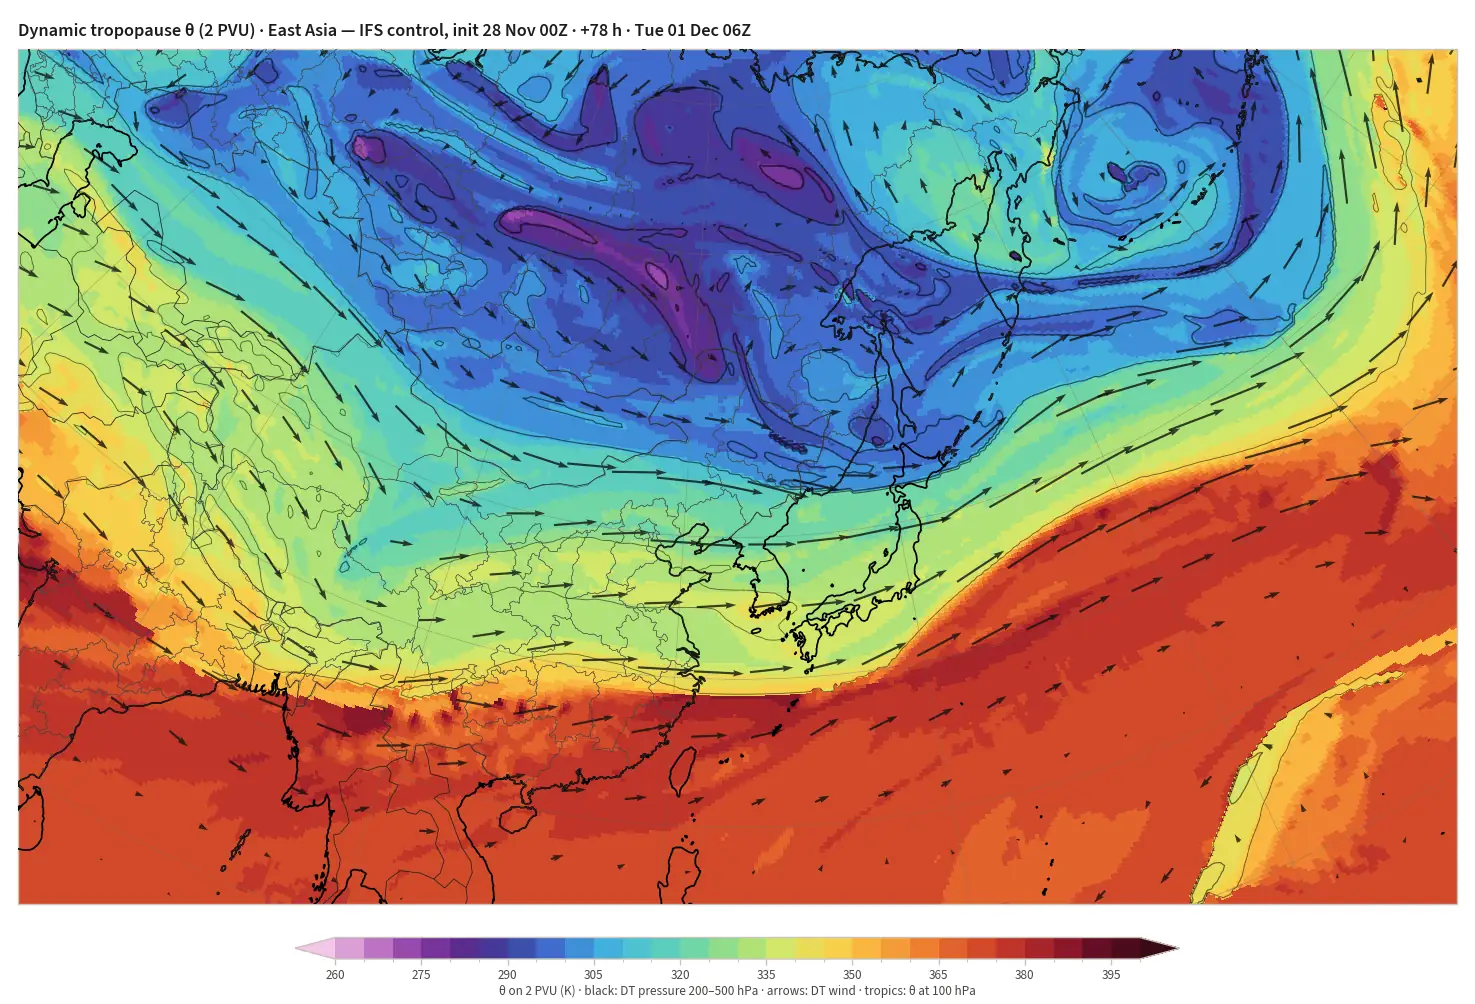 Dynamic tropopause θ (2 PVU) · East Asia — IFS control, init 28 Nov 00Z · +78 h · Tue 01 Dec 06Z
260 275 290 305 320 335 350 365 380 395
θ on 2 PVU (K) · black: DT pressure 200–500 hPa · arrows: DT wind · tropics: θ at 100 hPa